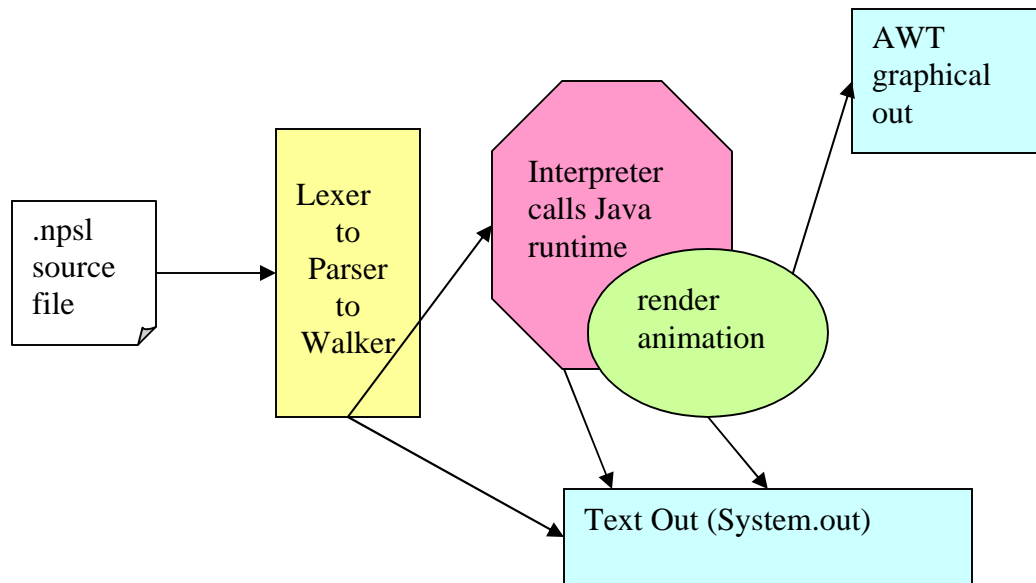 .npsl
source
file
Lexer
to
Parser
to
Walker
Interpreter
calls Java
runtime
render
animation
AWT
graphical
out
Text Out (System.out)